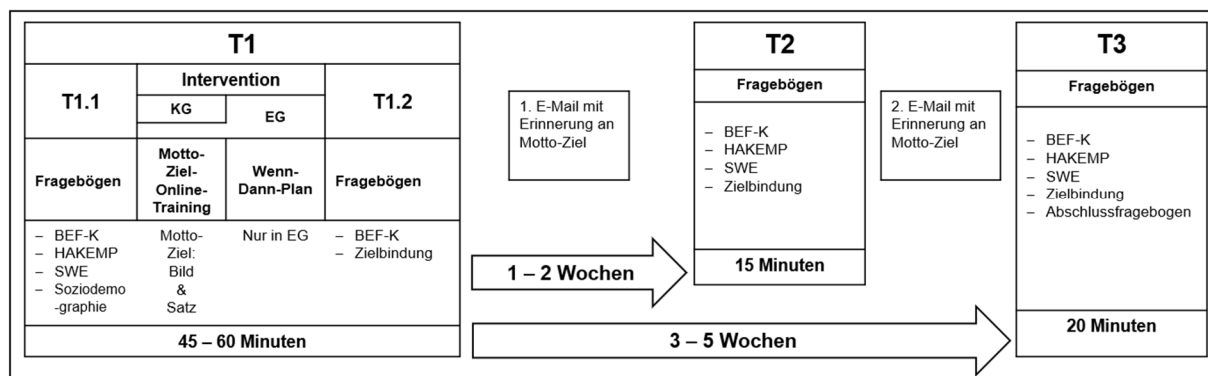 T1
T1.1
Intervention
KG
EG
T1.2
Fragebögen
Motto-
Ziel-
Online-
Training
Wenn-
Dann-Plan
Fragebögen
– BEF-K
– HAKEMP
– SWE
– Soziodemo
-graphie
Motto-
Ziel:
Bild
&
Satz
Nur in EG
– BEF-K
– Zielbindung
45 – 60 Minuten
1. E-Mail mit
Erinnerung an
Motto-Ziel
1 – 2 Wochen
3 – 5 Wochen
T2
Fragebögen
– BEF-K
– HAKEMP
– SWE
– Zielbindung
15 Minuten
2. E-Mail mit
Erinnerung an
Motto-Ziel
T3
Fragebögen
– BEF-K
– HAKEMP
– SWE
– Zielbindung
– Abschlussfragebogen
20 Minuten